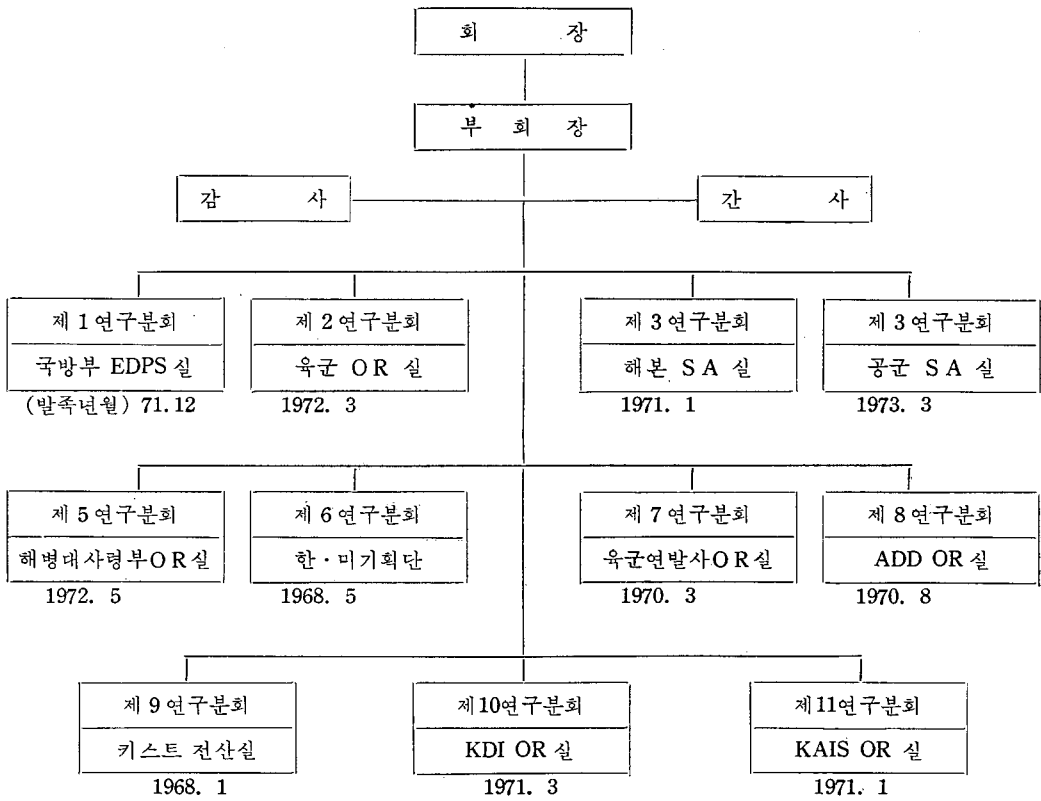 회 장
부 회 장
감 사
간 사
제 1 연구분회
국방부 EDPS 실
(발족년월) 71.12
제 2 연구분회
육군 OR 실
1972. 3
제 3 연구분회
해본 SA 실
1971. 1
제 3 연구분회
공군 SA 실
1973. 3
제 5 연구분회
해병대사령부OR실
1972. 5
제 6 연구분회
한·미기획단
1968. 5
제 7 연구분회
육군연발사OR실
1970. 3
제 8 연구분회
ADD OR 실
1970. 8
제 9 연구분회
키스트 전산실
1968. 1
제10연구분회
KDI OR 실
1971. 3
제11연구분회
KAIS OR 실
1971. 1